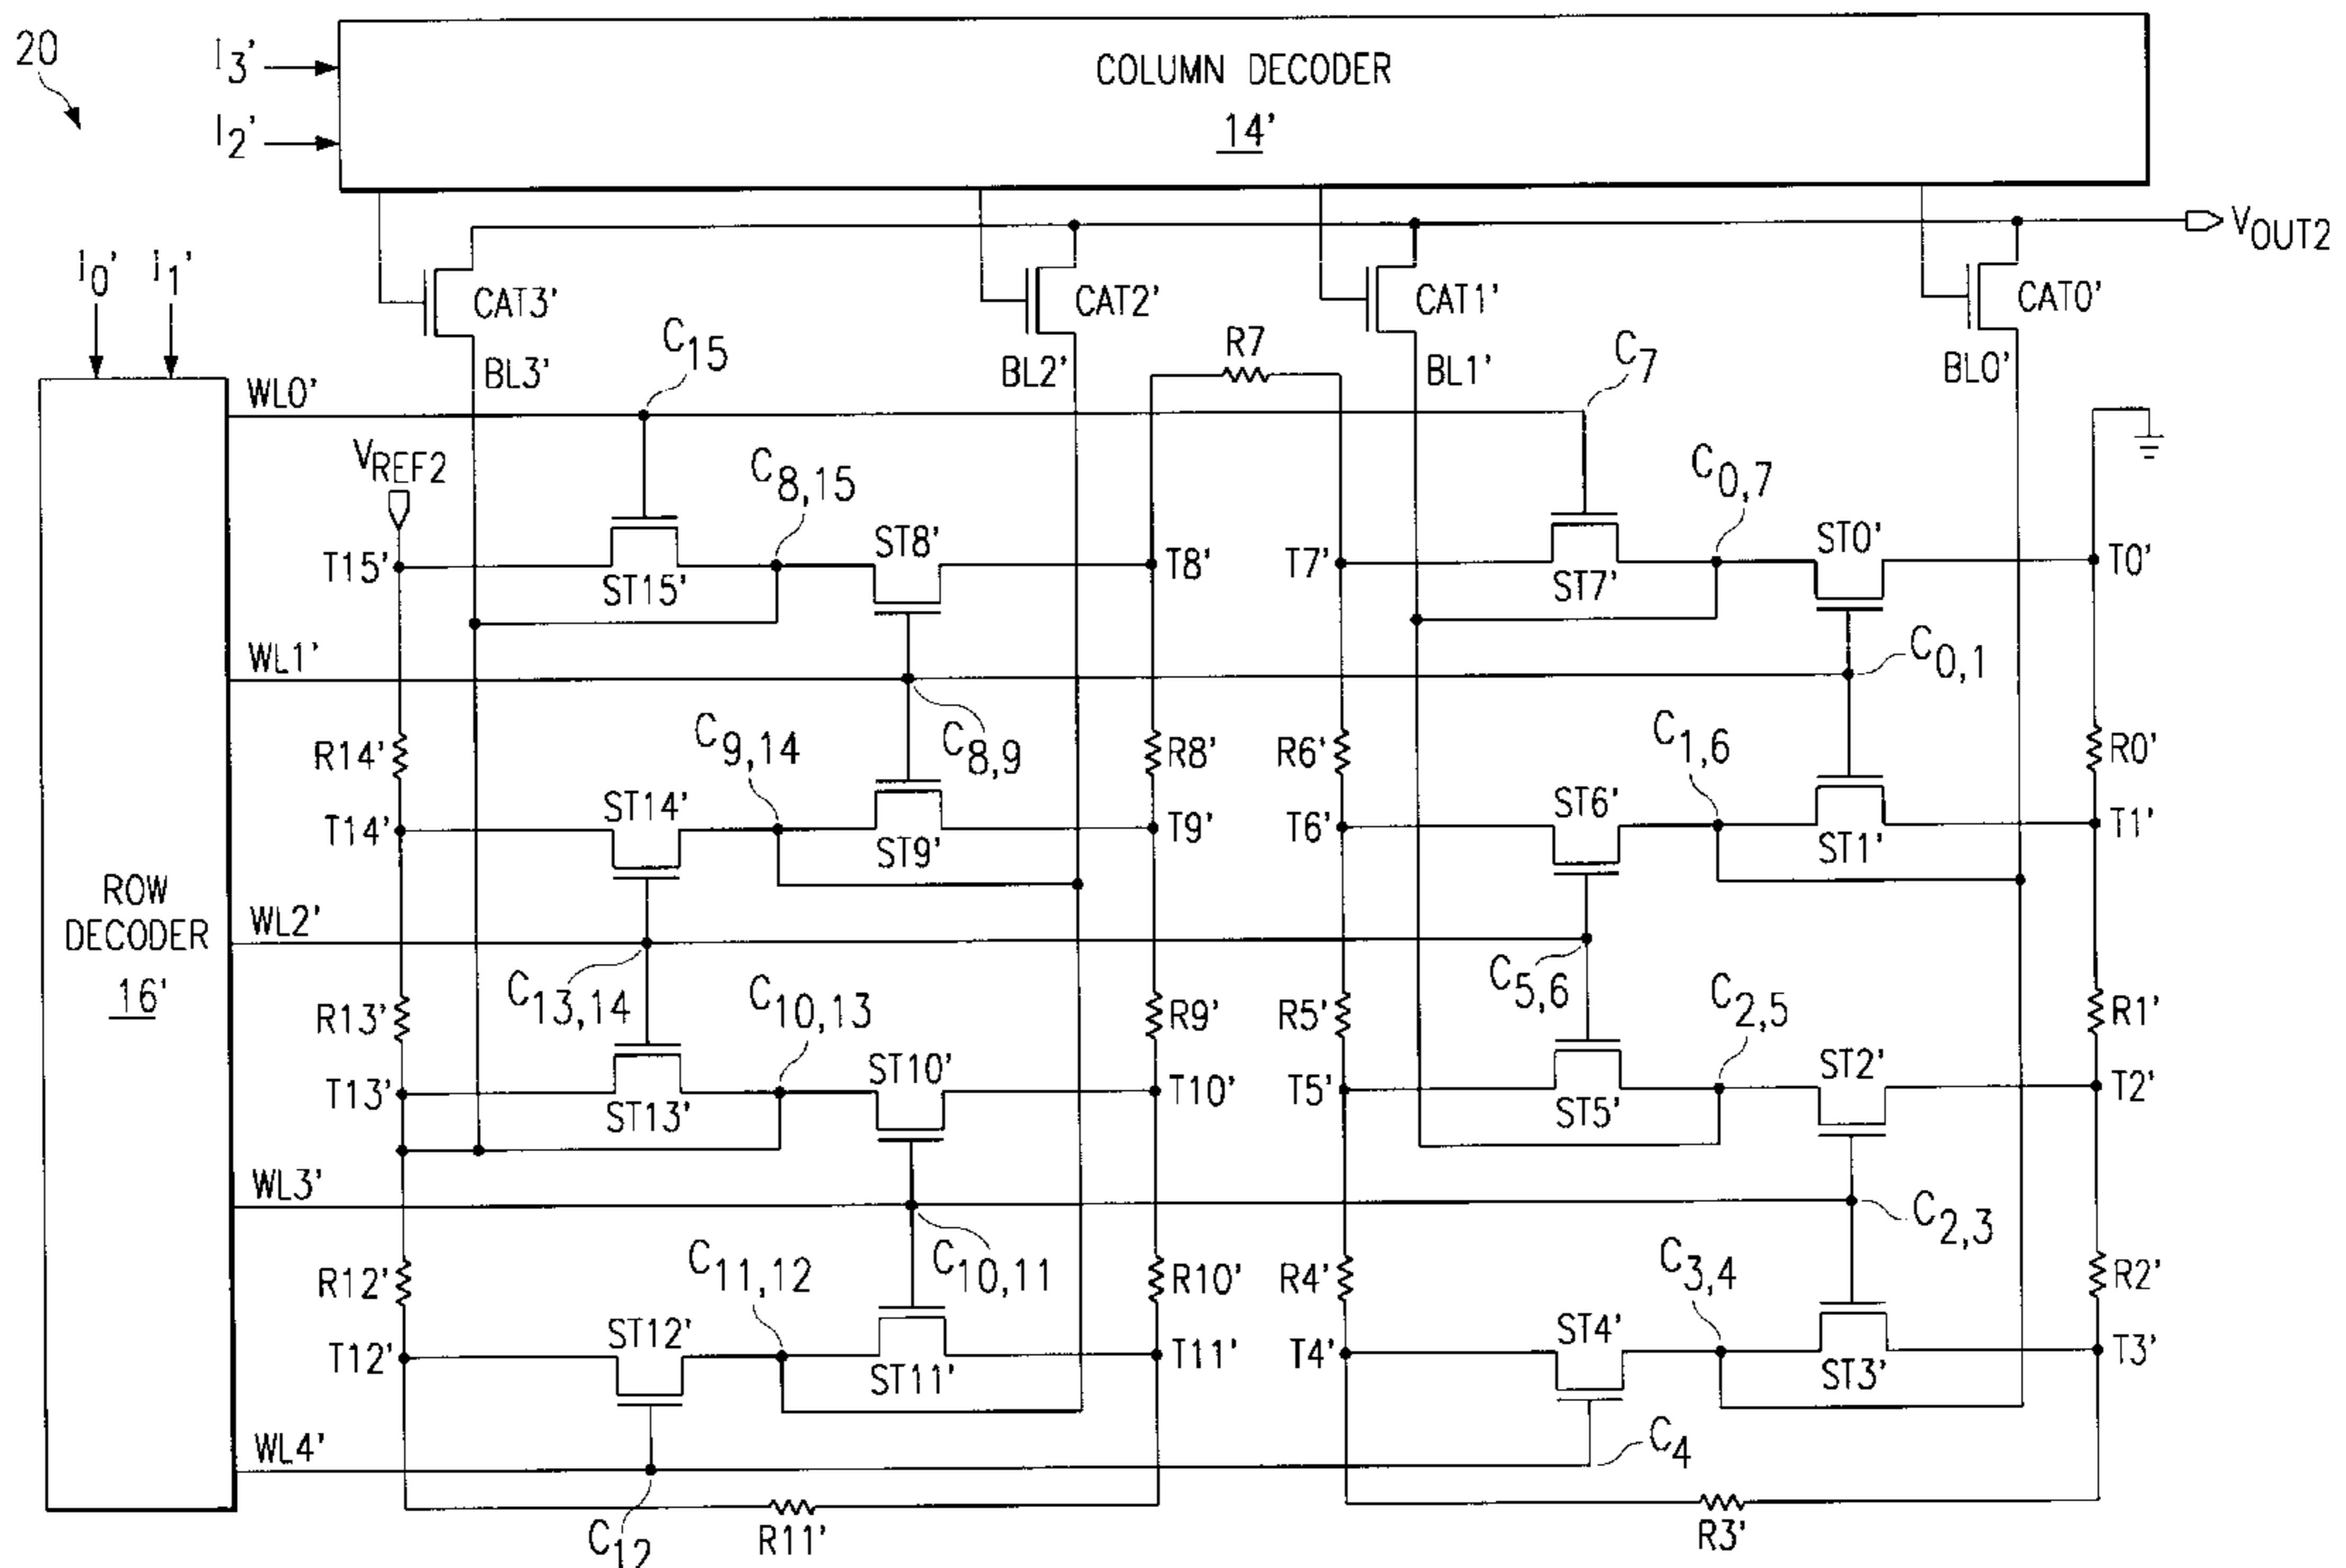 20
I3'
I2'
COLUMN DECODER
14'
VOUT2
I0' I1'
CAT3' CAT2' CAT1' CAT0'
C15 R7 C7
BL3' BL2' BL1' BL0'
WL0'
VREF2
C8,15 C0,7
ST8' ST0'
T15' T8' T7' T0'
ST15' ST7'
WL1'
C0,1
C9,14 C8,9 C1,6
R14' R8' R6' R0'
ST14' ST6'
T14' T9' T6' T1'
ST9' ST1'
ROW
DECODER
16'
WL2'
C13,14 C10,13 C5,6 C2,5
R13' R9' R5' R1'
ST10' ST2'
T13' T10' T5' T2'
ST13' ST5'
WL3'
C2,3
C11,12 C10,11 C3,4
R12' R10' R4' R2'
ST12' ST4'
T12' T11' T4' T3'
ST11' ST3'
WL4'
C4
C12 R11' R3'